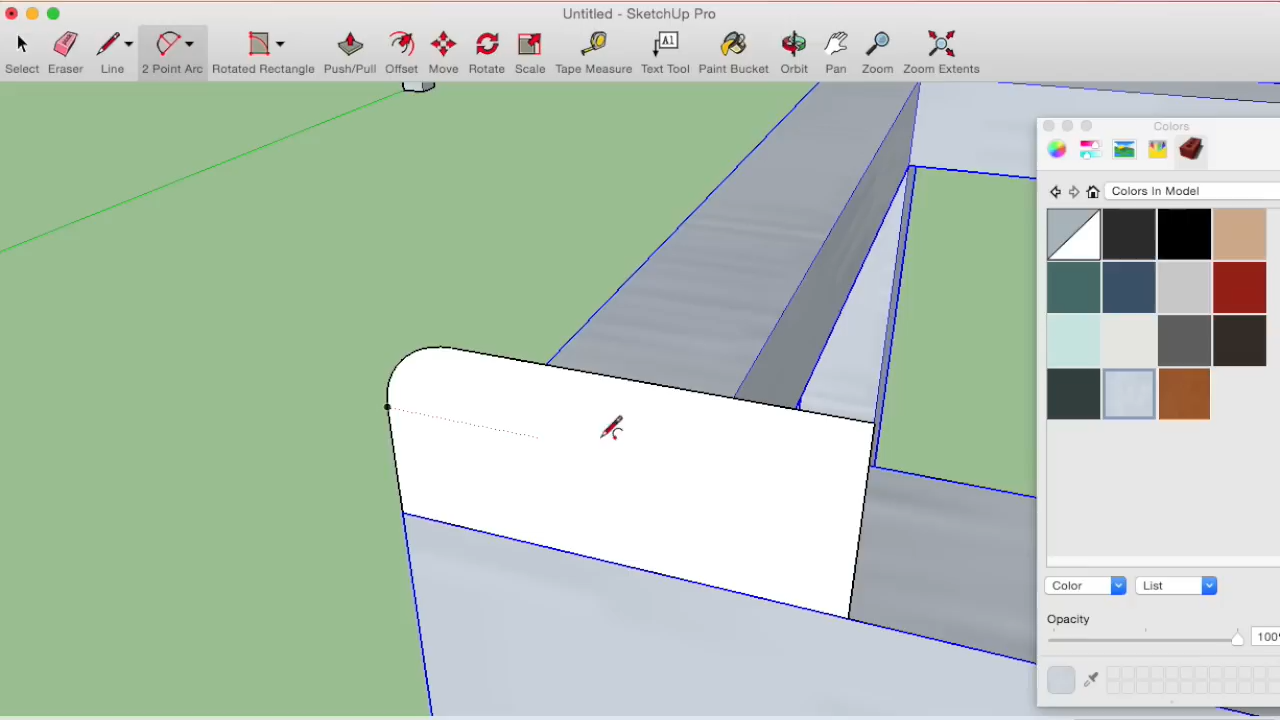 Untitled - SketchUp Pro
Select Eraser Line 2 Point Arc Rotated Rectangle Push/Pull Offset Move Rotate Scale Tape Measure Text Tool Paint Bucket Orbit Pan Zoom Zoom Extents
A1
Colors
Colors In Model
Color List
Opacity
100%